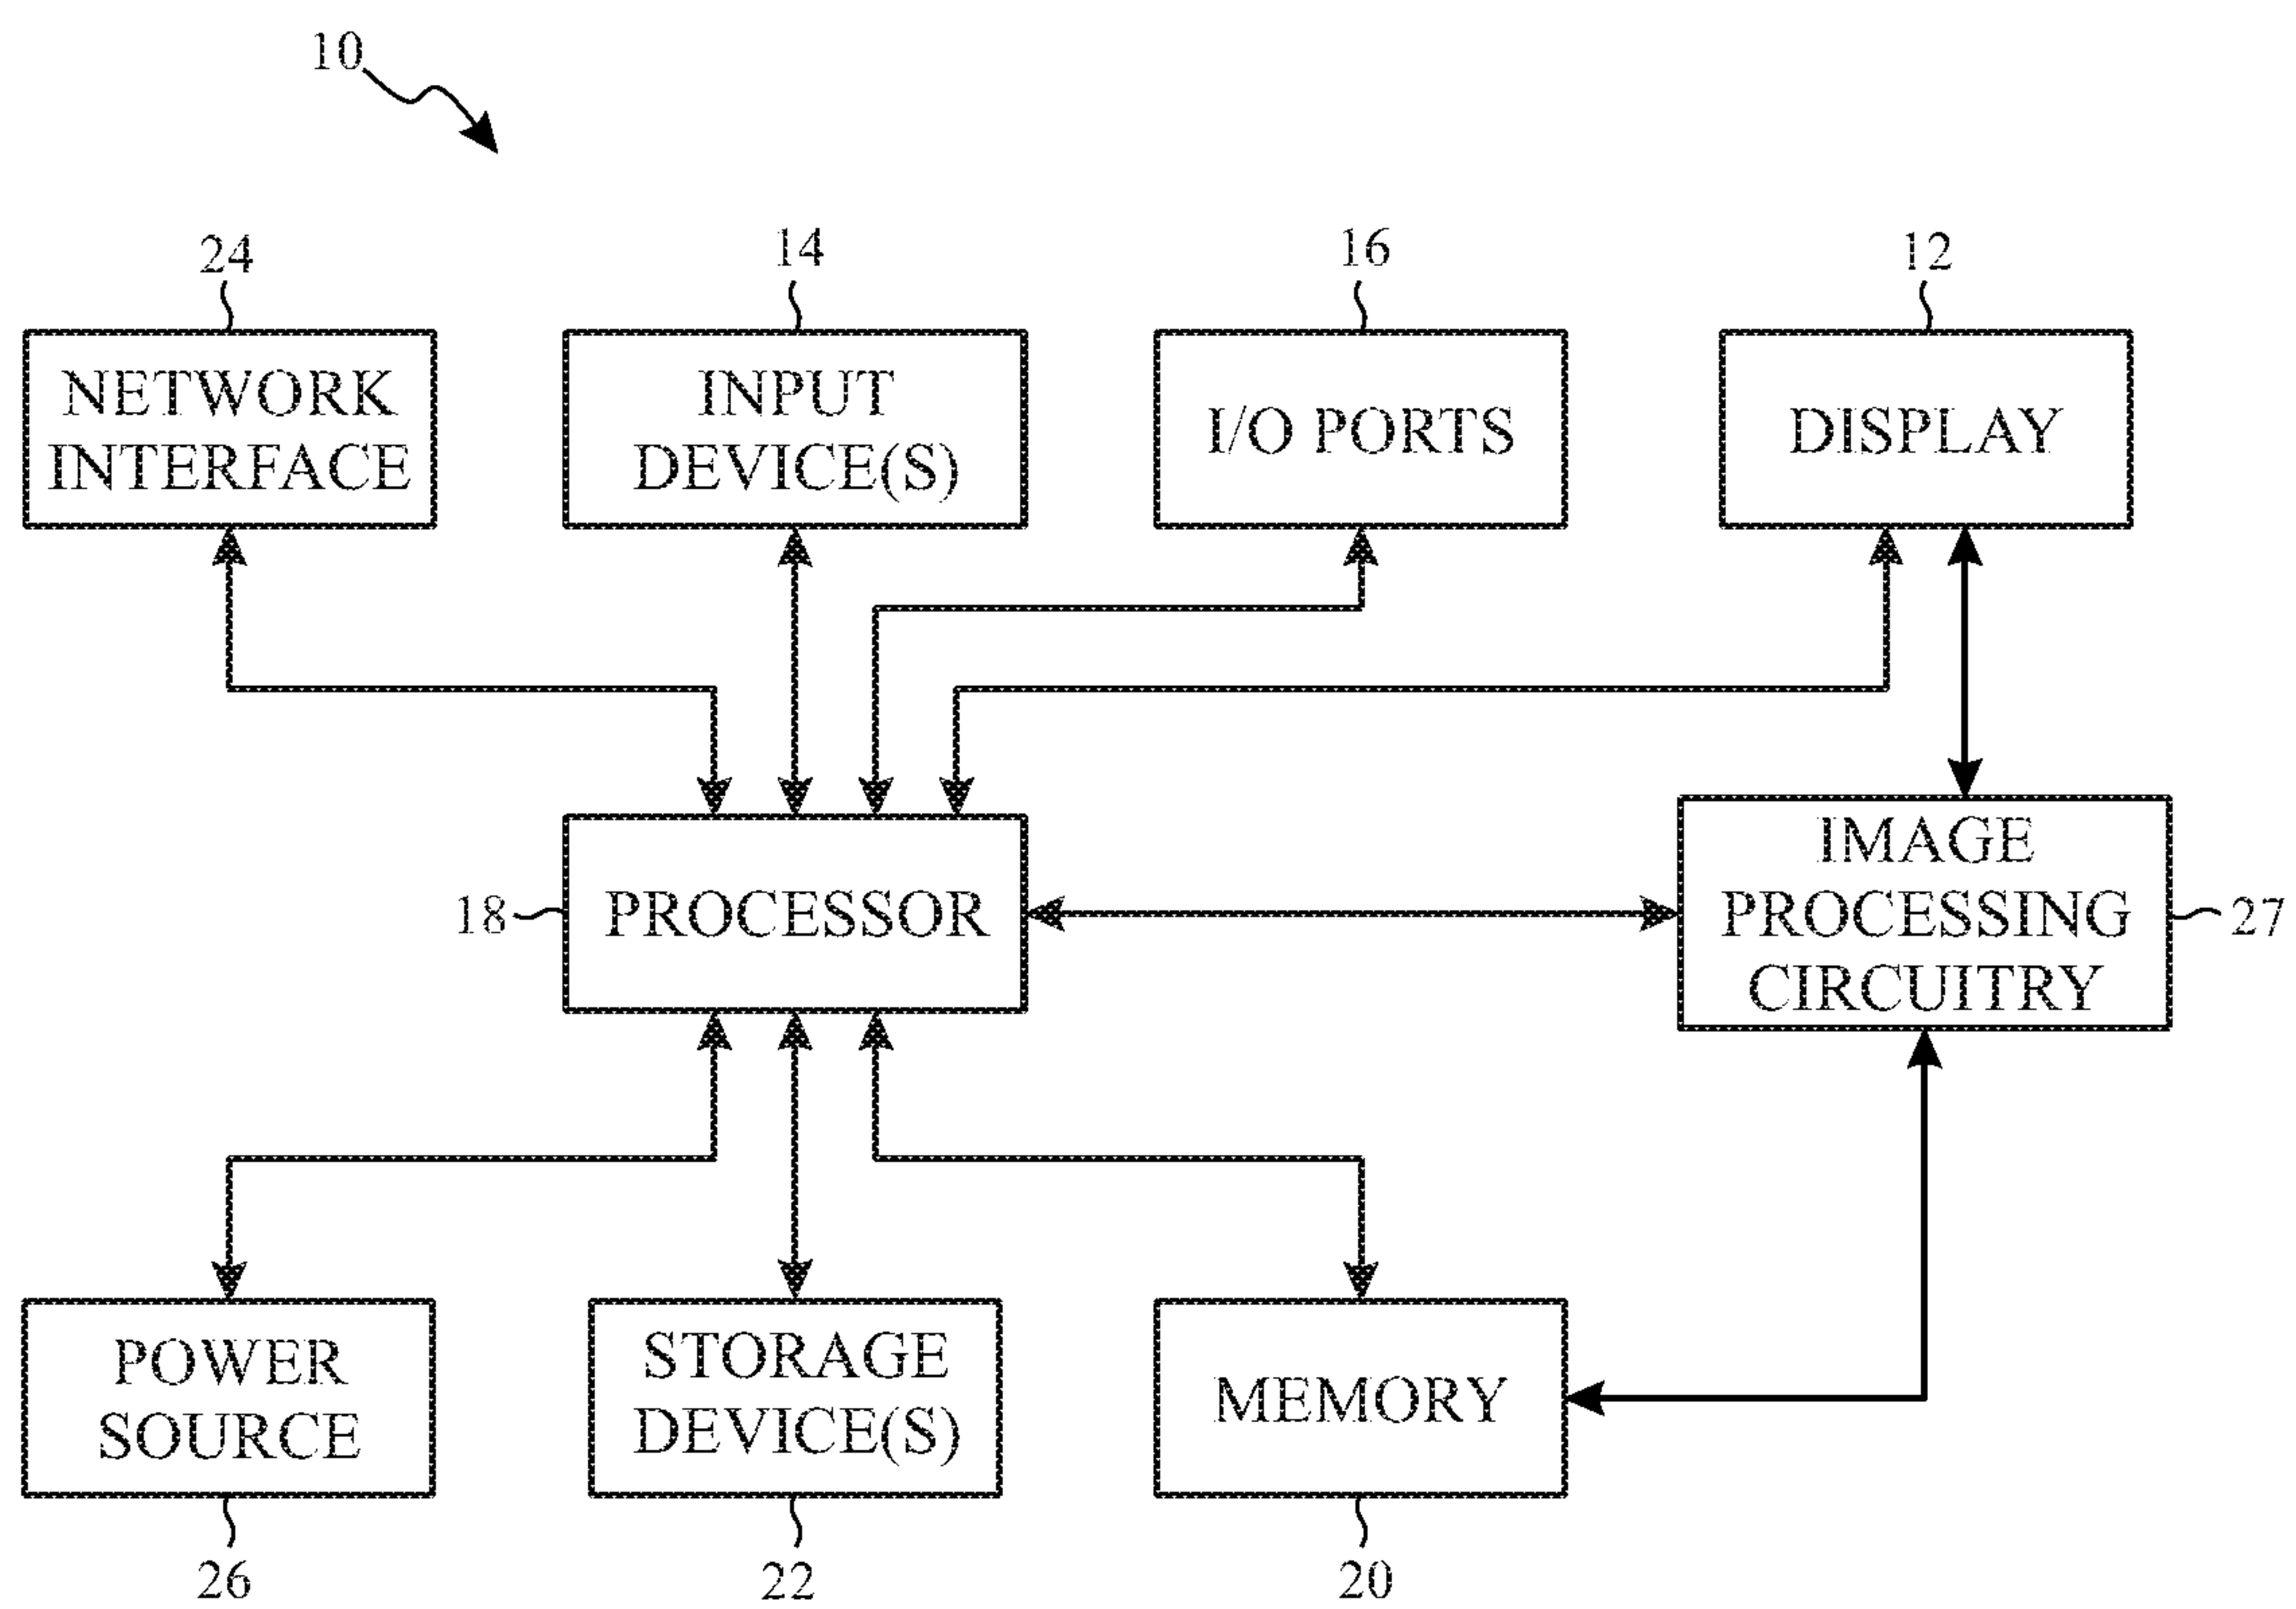 10
24
14
16
12
NETWORK
INTERFACE
INPUT
DEVICE(S)
I/O PORTS
DISPLAY
18
PROCESSOR
IMAGE
PROCESSING
CIRCUITRY
27
POWER
SOURCE
STORAGE
DEVICE(S)
MEMORY
26
22
20